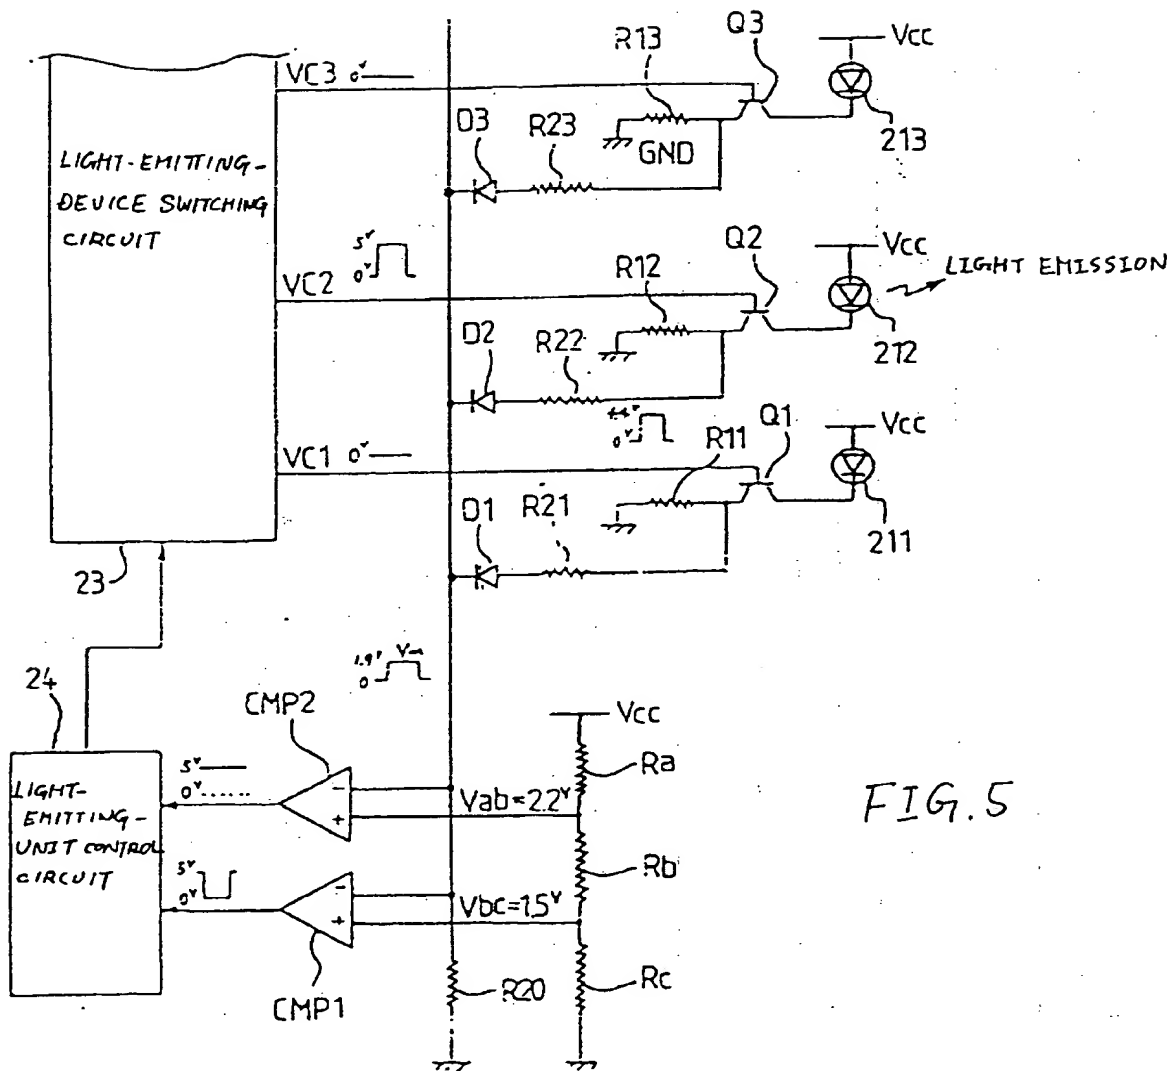 Q3
R13
Vcc
VC3 0v
D3
R23
GND
213
LIGHT-EMITTING-
DEVICE SWITCHING
CIRCUIT
5v
0v
Q2
Vcc
LIGHT EMISSION
R12
VC2
D2
R22
212
0v
Q1
Vcc
R11
VC1 0v
D1
R21
211
23
1.9v
0
24
CMP2
Vcc
5v
0v
Ra
LIGHT-
EMITTING-
UNIT CONTROL
CIRCUIT
-
+
Vab=2.2v
FIG. 5
5v
0v
Rb
-
+
Vbc=1.5v
CMP1
R20
Rc